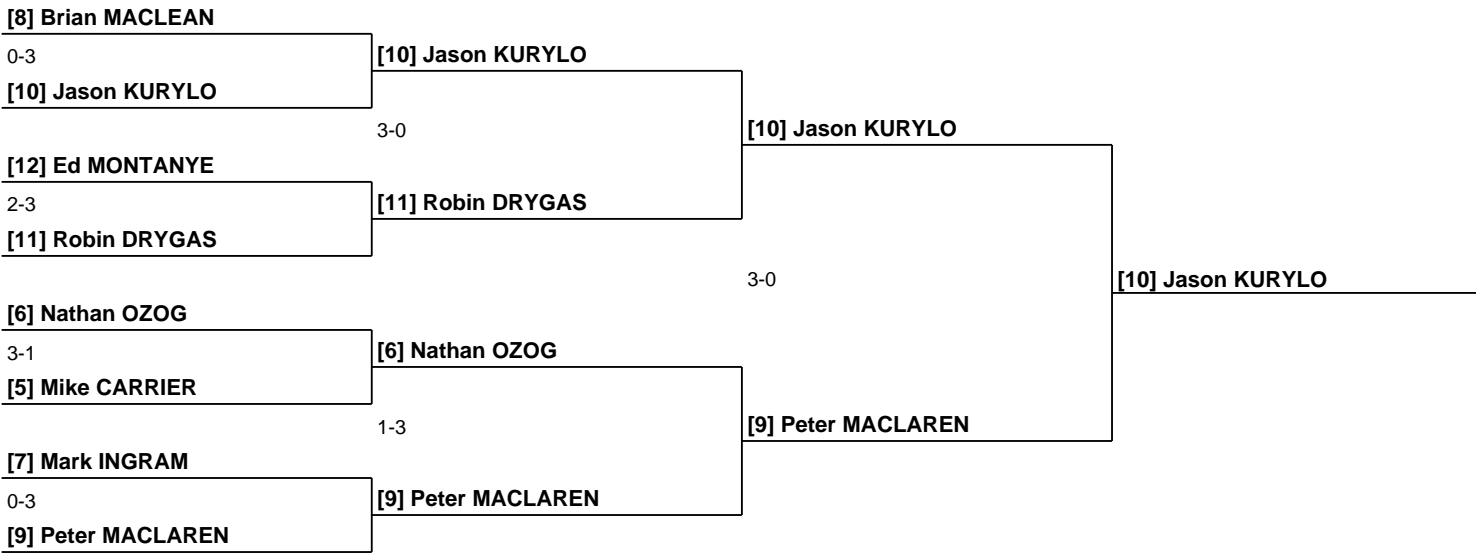 [8] Brian MACLEAN
0-3
[10] Jason KURYLO
[10] Jason KURYLO
3-0
[10] Jason KURYLO
[12] Ed MONTANYE
2-3
[11] Robin DRYGAS
[11] Robin DRYGAS
3-0
[10] Jason KURYLO
[6] Nathan OZOG
3-1
[6] Nathan OZOG
[5] Mike CARRIER
1-3
[9] Peter MACLAREN
[7] Mark INGRAM
0-3
[9] Peter MACLAREN
[9] Peter MACLAREN